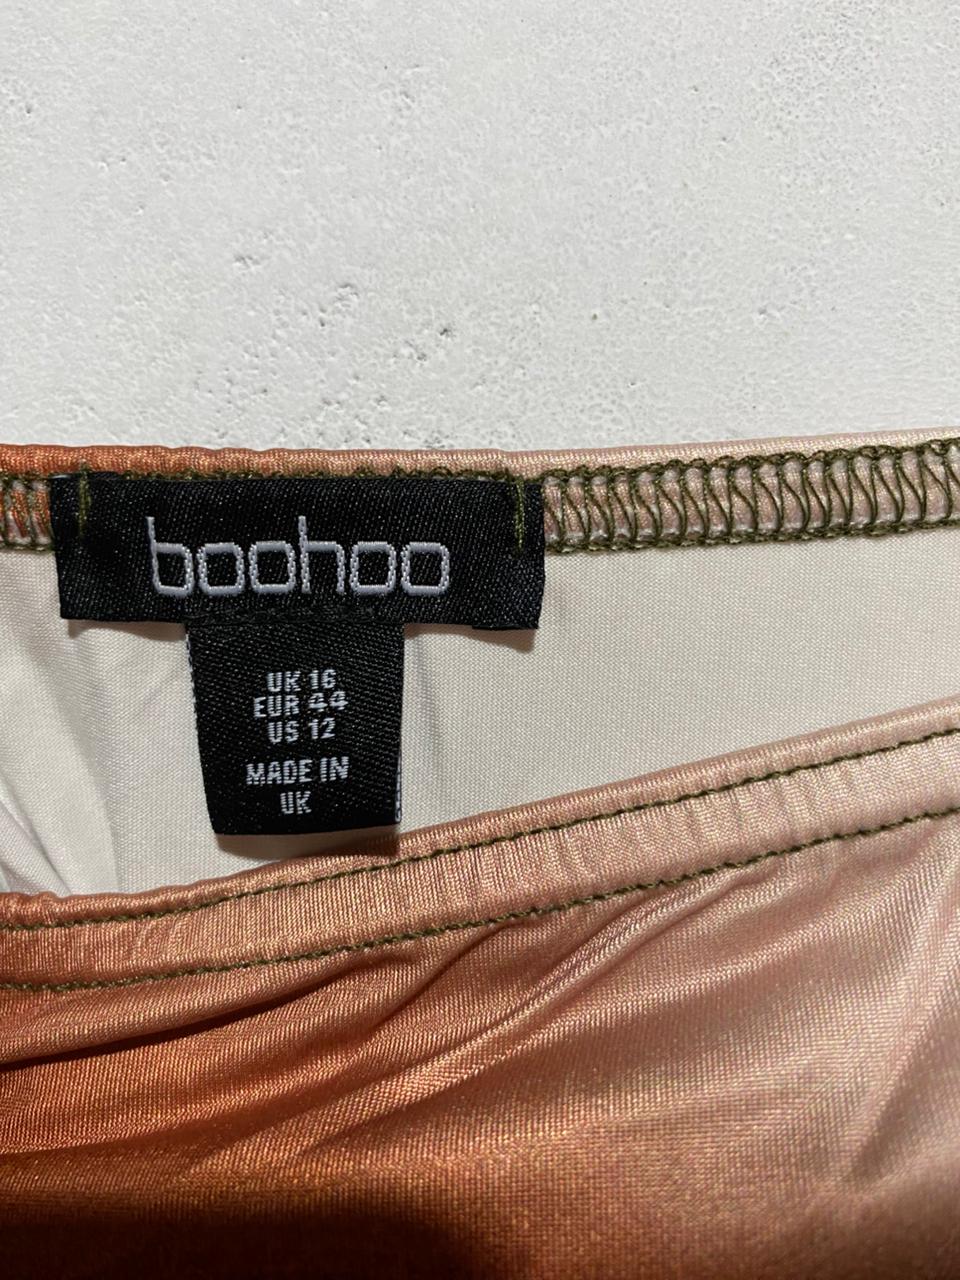 boohoo
UK 16
EUR 44
US 12
MADE IN
UK